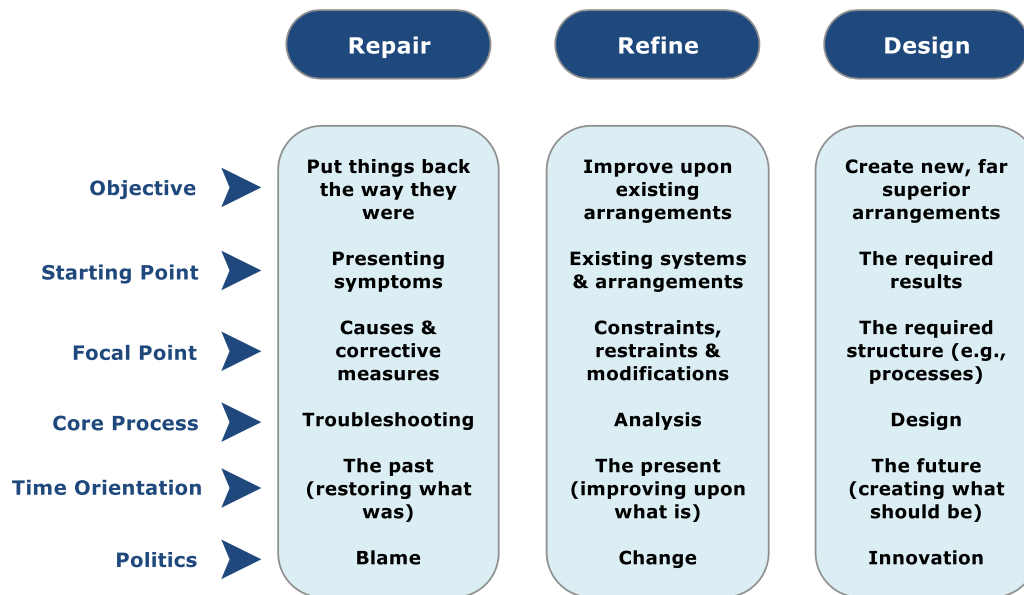 Repair
Refine
Design
Objective
Put things back
the way they
were
Improve upon
existing
arrangements
Create new, far
superior
arrangements
Starting Point
Presenting
symptoms
Existing systems
& arrangements
The required
results
Focal Point
Causes &
corrective
measures
Constraints,
restraints &
modifications
The required
structure (e.g.,
processes)
Core Process
Troubleshooting
Analysis
Design
Time Orientation
The past
(restoring what
was)
The present
(improving upon
what is)
The future
(creating what
should be)
Politics
Blame
Change
Innovation